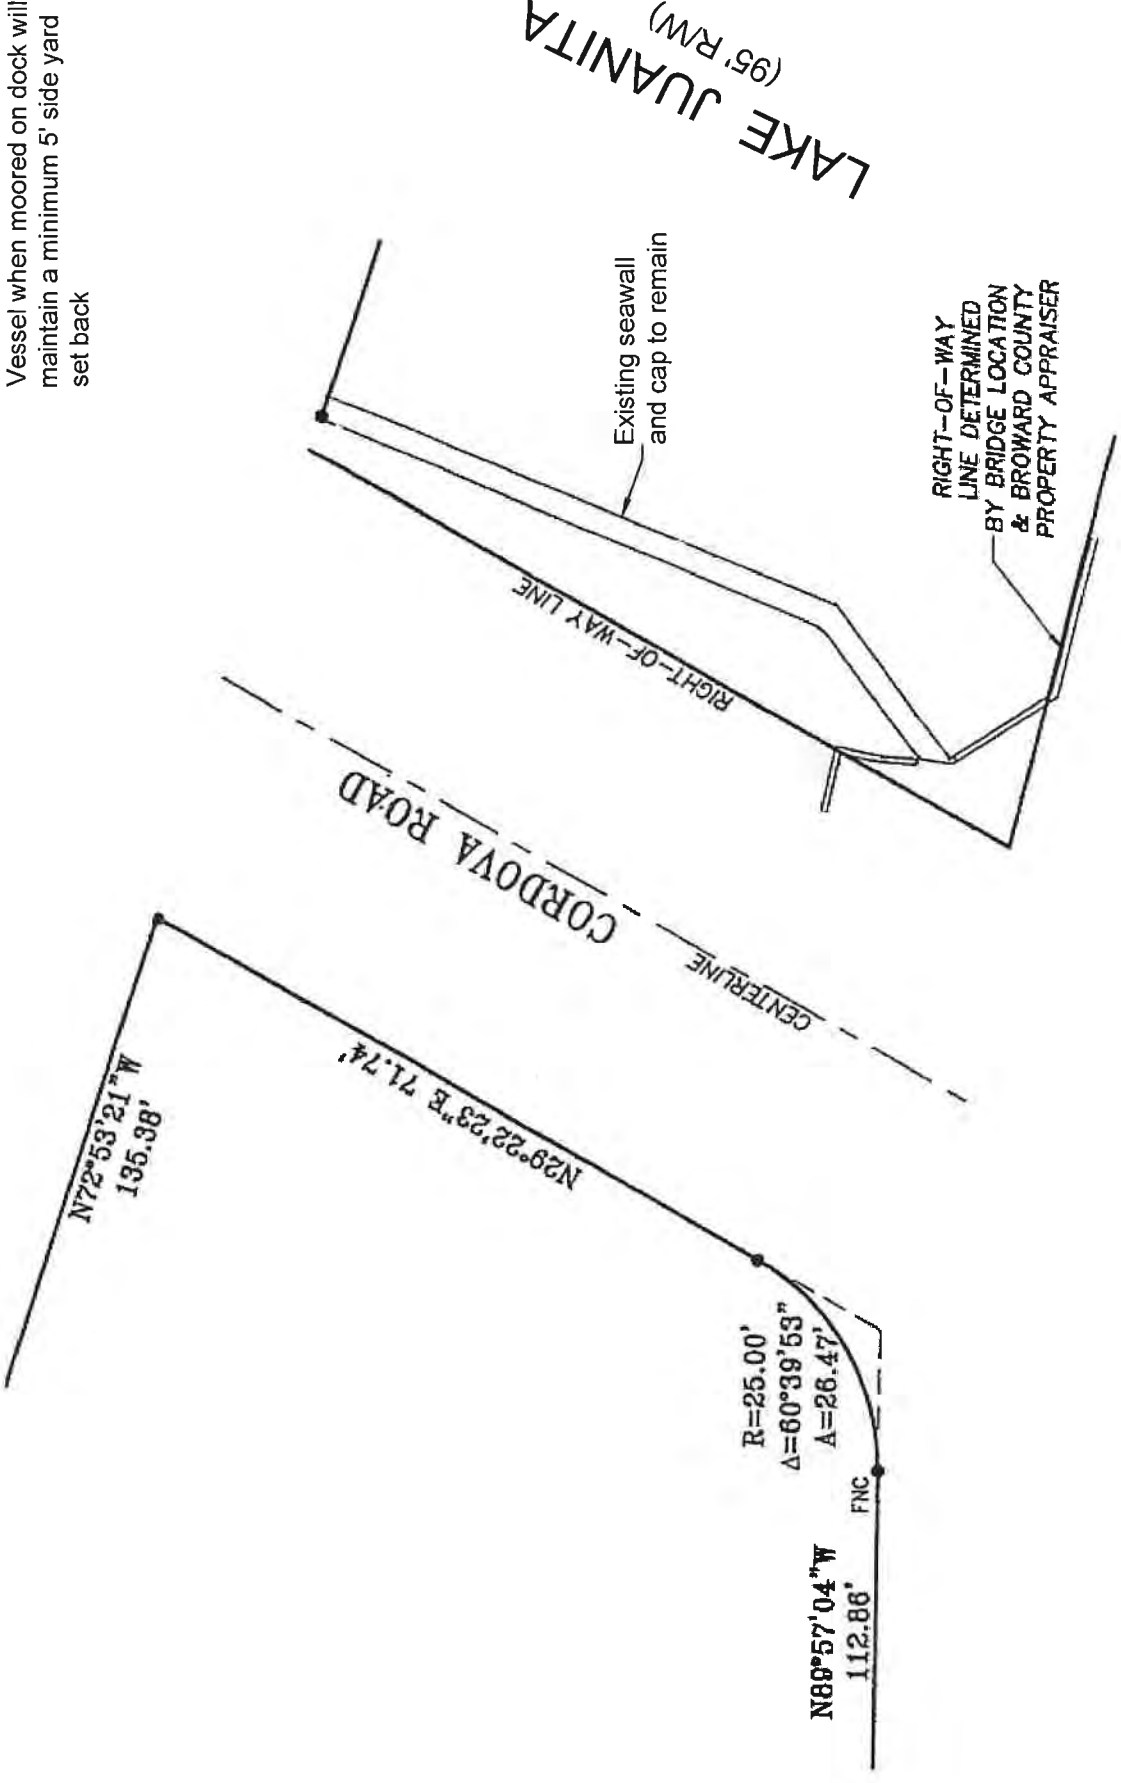 Vessel when moored on dock will
maintain a minimum 5' side yard
set back
LAKE JUANITA
(95' R/W)
Existing seawall
and cap to remain
RIGHT-OF-WAY
LINE DETERMINED
BY BRIDGE LOCATION
& BROWARD COUNTY
PROPERTY APPRAISER
RIGHT-OF-WAY LINE
CORDOVA ROAD
CENTERLINE
N72°53'21"W
135.38'
N29°22'23"E 71.74'
R=25.00'
Δ=60°39'53"
A=26.47'
FNC
N89°57'04"W
112.86'